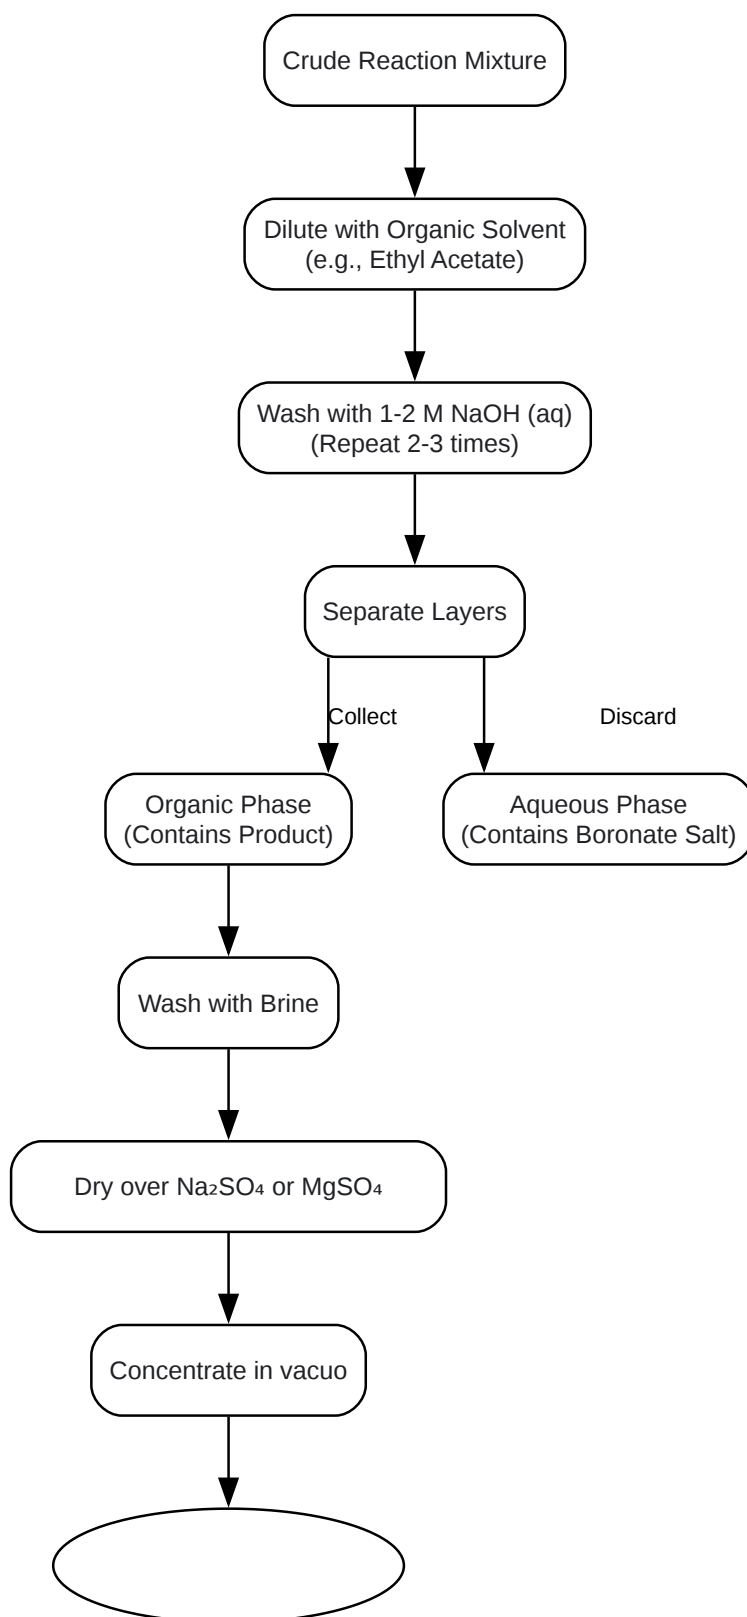 Crude Reaction Mixture
Dilute with Organic Solvent
(e.g., Ethyl Acetate)
Wash with 1-2 M NaOH (aq)
(Repeat 2-3 times)
Separate Layers
Collect
Discard
Organic Phase
(Contains Product)
Aqueous Phase
(Contains Boronate Salt)
Wash with Brine
Dry over Na₂SO₄ or MgSO₄
Concentrate in vacuo